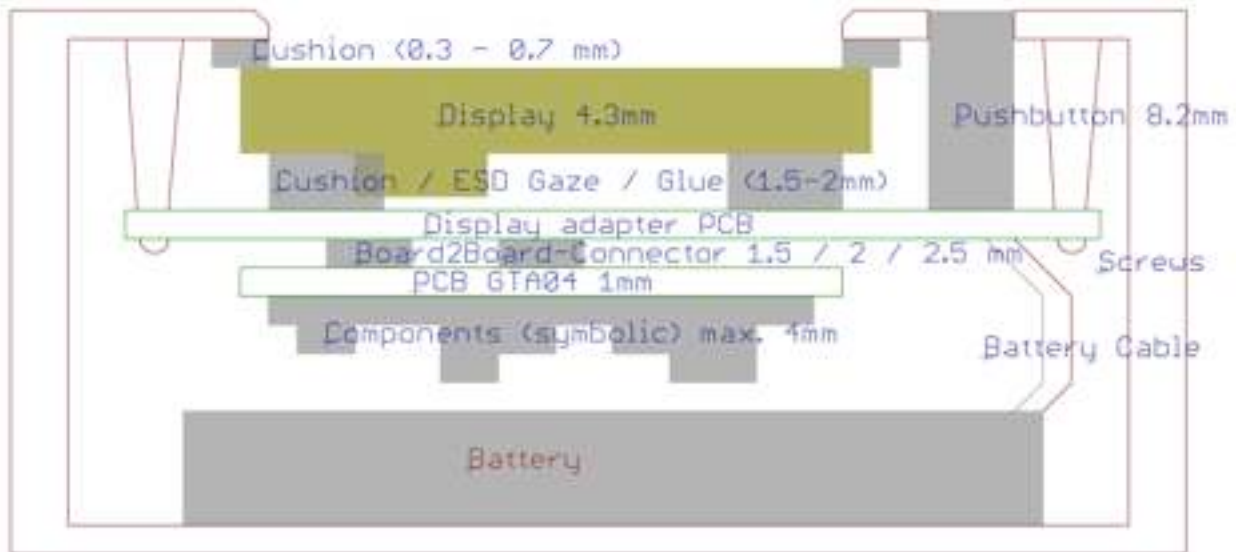 Cushion (0.3 - 0.7 mm)
Display 4.3mm
Pushbutton 8.2mm
Cushion / ESD Gaze / Glue (1.5-2mm)
Display adapter PCB
Board2Board-Connector 1.5 / 2 / 2.5 mm
Screws
PCB GTA04 1mm
Components (symbolic) max. 4mm
Battery Cable
Battery